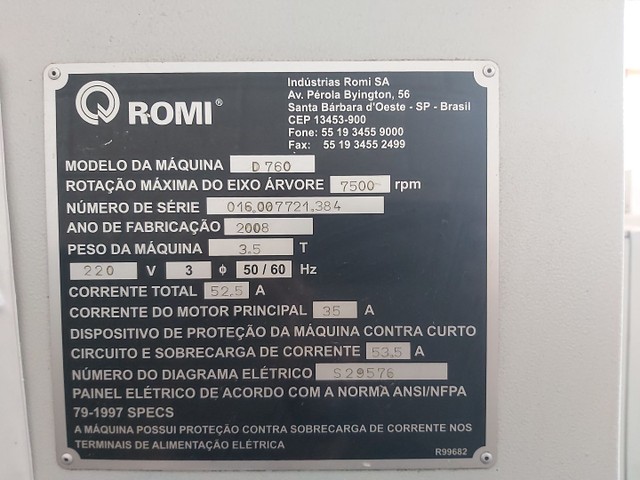 ROMI®
Indústrias Romi SA
Av. Pérola Byington, 56
Santa Bárbara d'Oeste - SP - Brasil
CEP 13453-900
Fone: 55 19 3455 9000
Fax: 55 19 3455 2499
MODELO DA MÁQUINA D 760
ROTAÇÃO MÁXIMA DO EIXO ÁRVORE 7500 rpm
NÚMERO DE SÉRIE 016.007721.384
ANO DE FABRICAÇÃO 2008
PESO DA MÁQUINA 3.5 T
220 V 3 ϕ 50 / 60 Hz
CORRENTE TOTAL 52.5 A
CORRENTE DO MOTOR PRINCIPAL 35 A
DISPOSITIVO DE PROTEÇÃO DA MÁQUINA CONTRA CURTO
CIRCUITO E SOBRECARGA DE CORRENTE 53.5 A
NÚMERO DO DIAGRAMA ELÉTRICO S29576
PAINEL ELÉTRICO DE ACORDO COM A NORMA ANSI/NFPA
79-1997 SPECS
A MÁQUINA POSSUI PROTEÇÃO CONTRA SOBRECARGA DE CORRENTE NOS
TERMINAIS DE ALIMENTAÇÃO ELÉTRICA
R99682